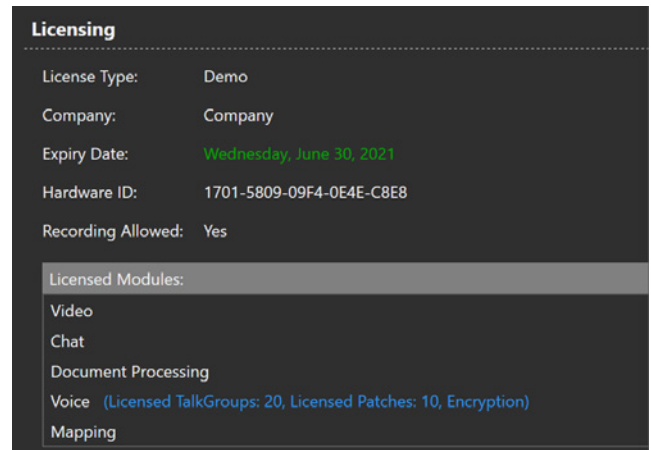 Licensing
License Type: Demo
Company: Company
Expiry Date: Wednesday, June 30, 2021
Hardware ID: 1701-5809-09F4-0E4E-C8E8
Recording Allowed: Yes
Licensed Modules:
Video
Chat
Document Processing
Voice (Licensed TalkGroups: 20, Licensed Patches: 10, Encryption)
Mapping